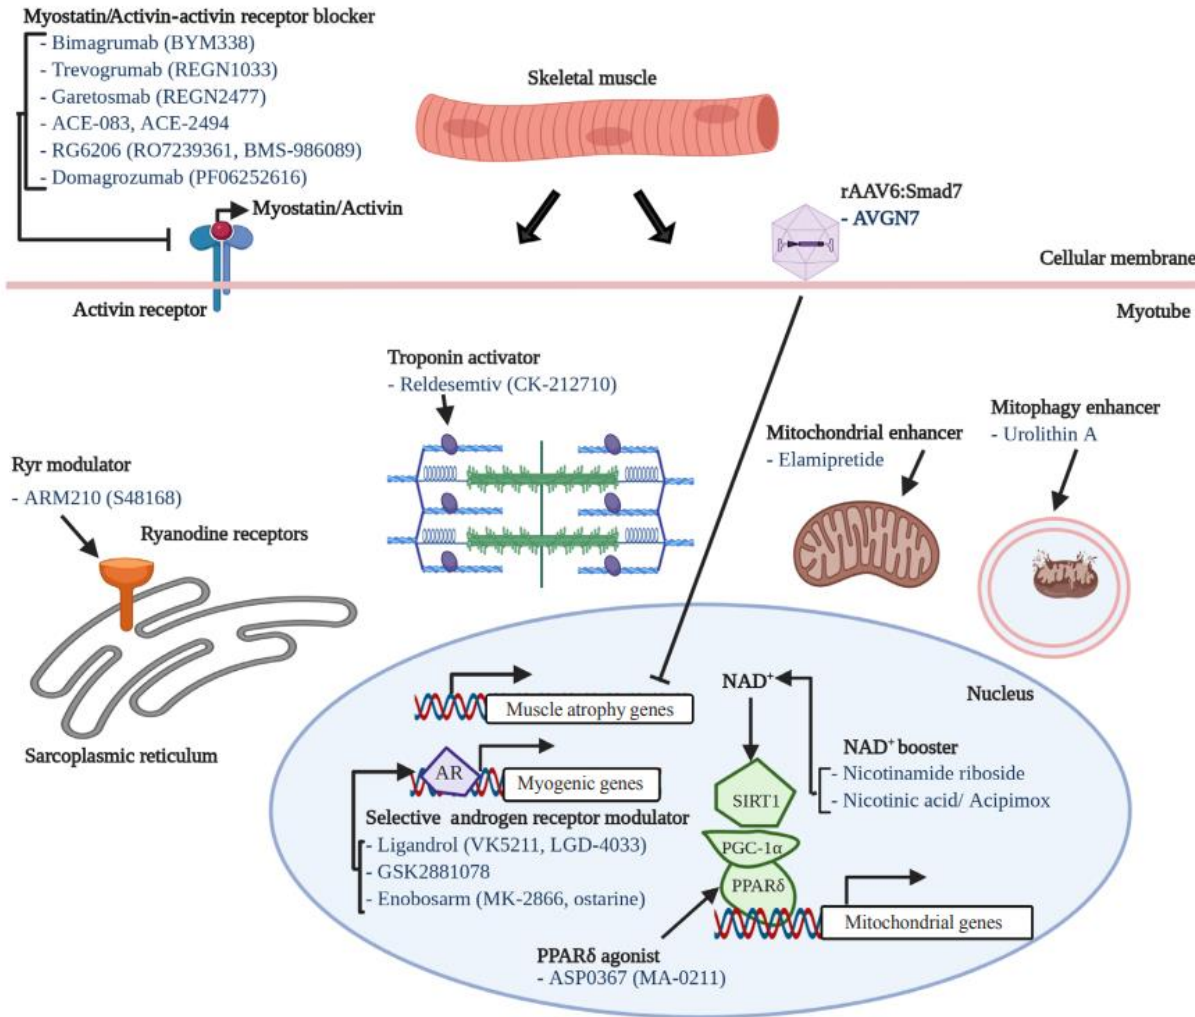 Myostatin/Activin-activin receptor blocker
- Bimagrumab (BYM338)
- Trevogrumab (REGN1033)
- Garetosmab (REGN2477)
- ACE-083, ACE-2494
- RG6206 (RO7239361, BMS-986089)
- Domagrozumab (PF06252616)
Skeletal muscle
Myostatin/Activin
rAAV6:Smad7
- AVGN7
Cellular membrane
Activin receptor
Myotube
Troponin activator
- Reldesemtiv (CK-212710)
Mitochondrial enhancer
- Elamipretide
Mitophagy enhancer
- Urolithin A
Ryr modulator
- ARM210 (S48168)
Ryanodine receptors
Sarcoplasmic reticulum
Nucleus
Muscle atrophy genes
AR
Myogenic genes
Selective androgen receptor modulator
- Ligandrol (VK5211, LGD-4033)
- GSK2881078
- Enobosarm (MK-2866, ostarine)
NAD⁺
NAD⁺ booster
- Nicotinamide riboside
- Nicotinic acid/ Acipimox
SIRT1
PGC-1α
PPARδ
Mitochondrial genes
PPARδ agonist
- ASP0367 (MA-0211)